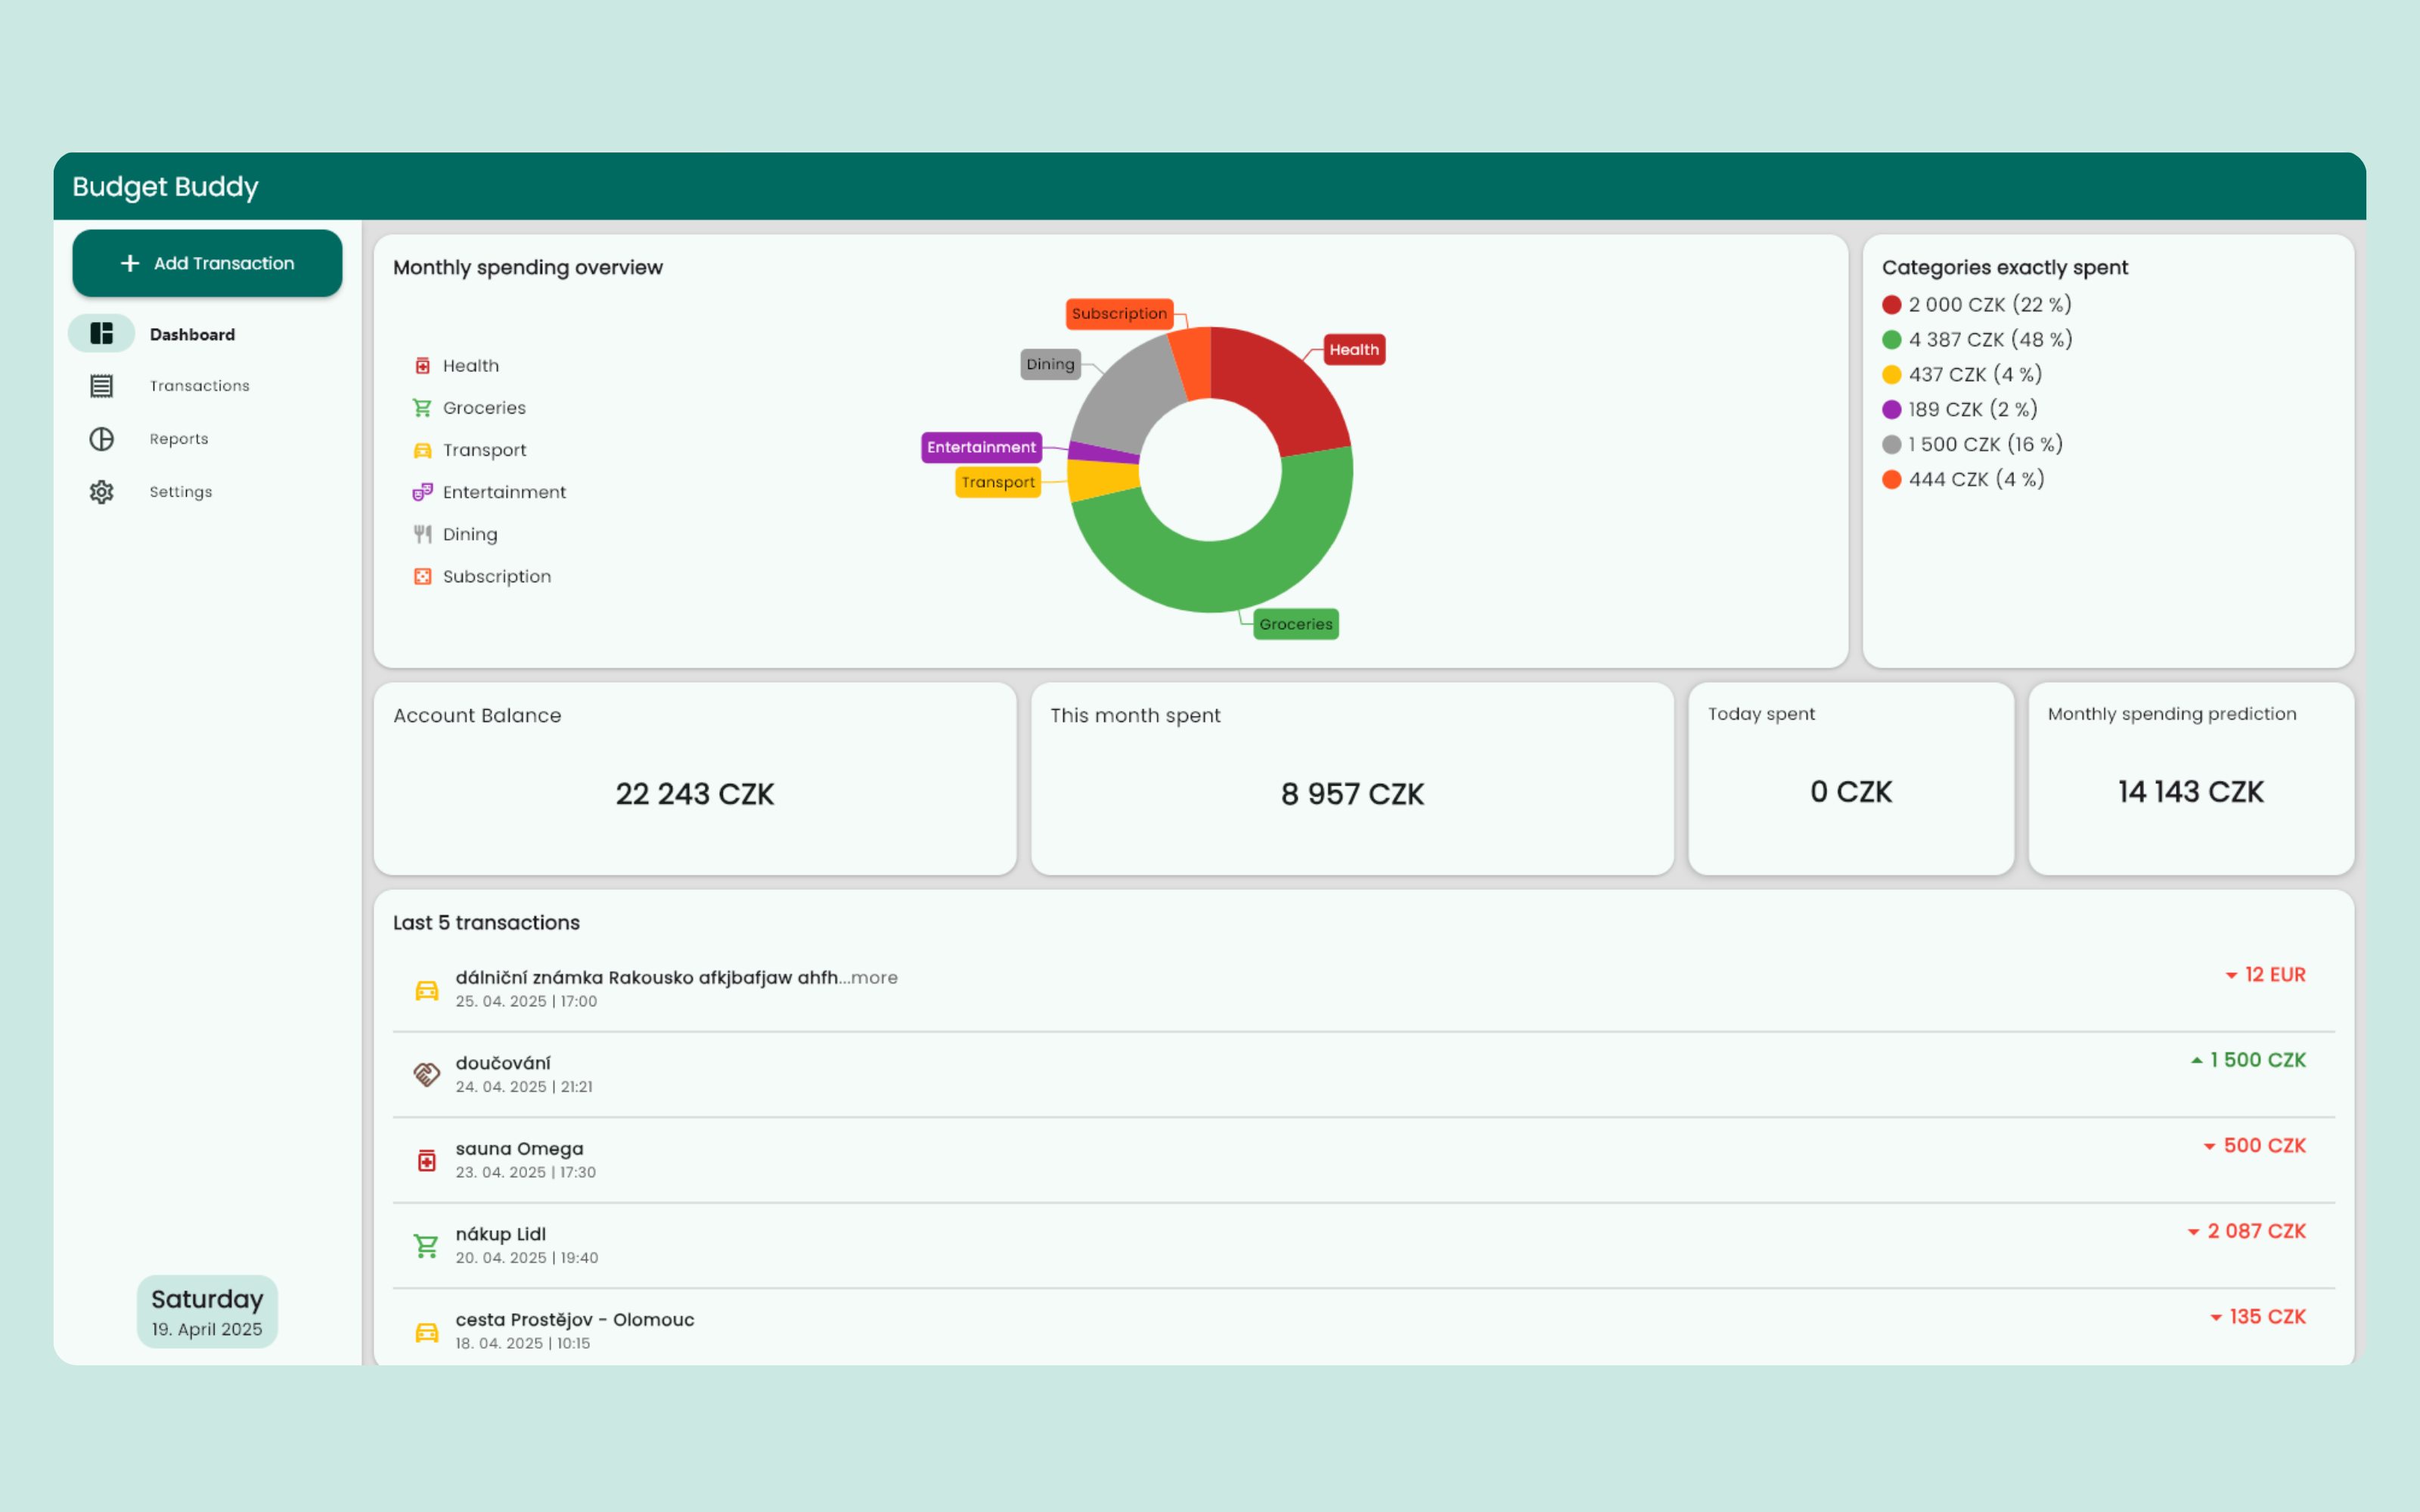 Budget Buddy
Add Transaction
Dashboard
Transactions
Reports
Settings
Saturday
19. April 2025
Monthly spending overview
Health
Groceries
Transport
Entertainment
Dining
Subscription
Subscription
Health
Dining
Entertainment
Transport
Groceries
Categories exactly spent
2 000 CZK (22 %)
4 387 CZK (48 %)
437 CZK (4 %)
189 CZK (2 %)
1 500 CZK (16 %)
444 CZK (4 %)
Account Balance
22 243 CZK
This month spent
8 957 CZK
Today spent
0 CZK
Monthly spending prediction
14 143 CZK
Last 5 transactions
dálniční známka Rakousko afkjbafjaw ahfh...more
25. 04. 2025 | 17:00
12 EUR
doučování
24. 04. 2025 | 21:21
1 500 CZK
sauna Omega
23. 04. 2025 | 17:30
500 CZK
nákup Lidl
20. 04. 2025 | 19:40
2 087 CZK
cesta Prostějov - Olomouc
18. 04. 2025 | 10:15
135 CZK